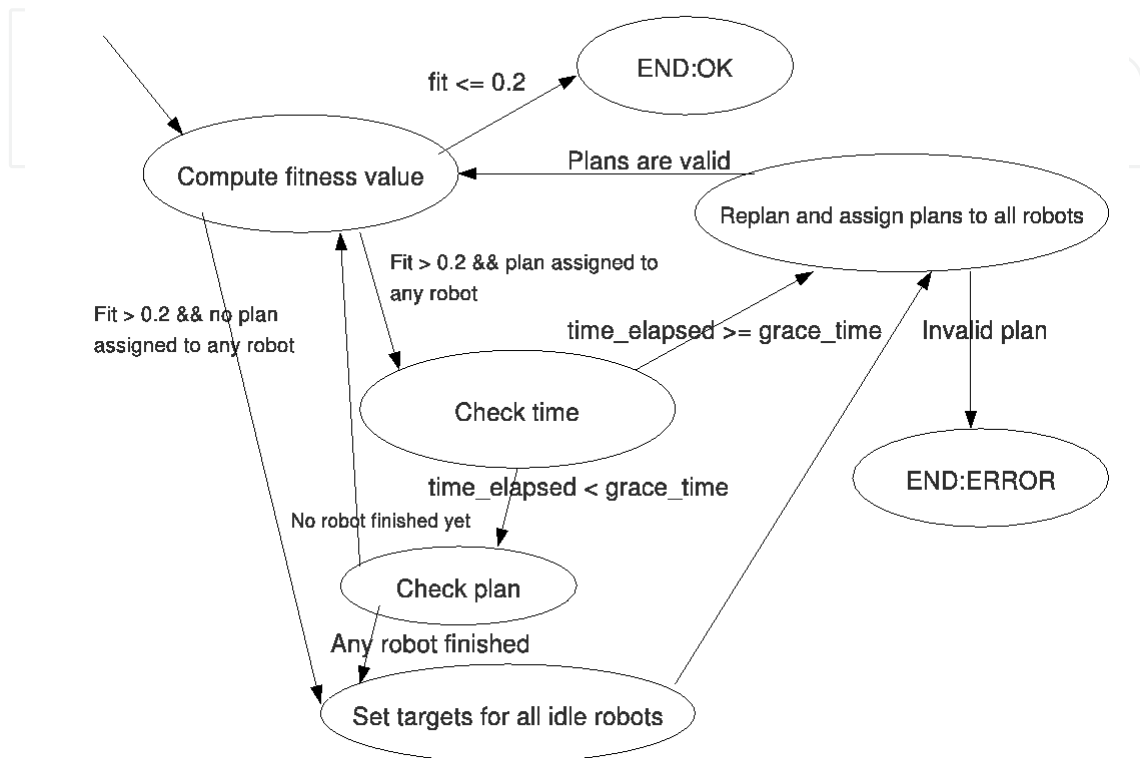 END:OK
fit <= 0.2
Plans are valid
Compute fitness value
Replan and assign plans to all robots
Fit > 0.2 && plan assigned to
any robot
Fit > 0.2 && no plan
assigned to any robot
time_elapsed >= grace_time
Invalid plan
Check time
END:ERROR
time_elapsed < grace_time
No robot finished yet
Check plan
Any robot finished
Set targets for all idle robots